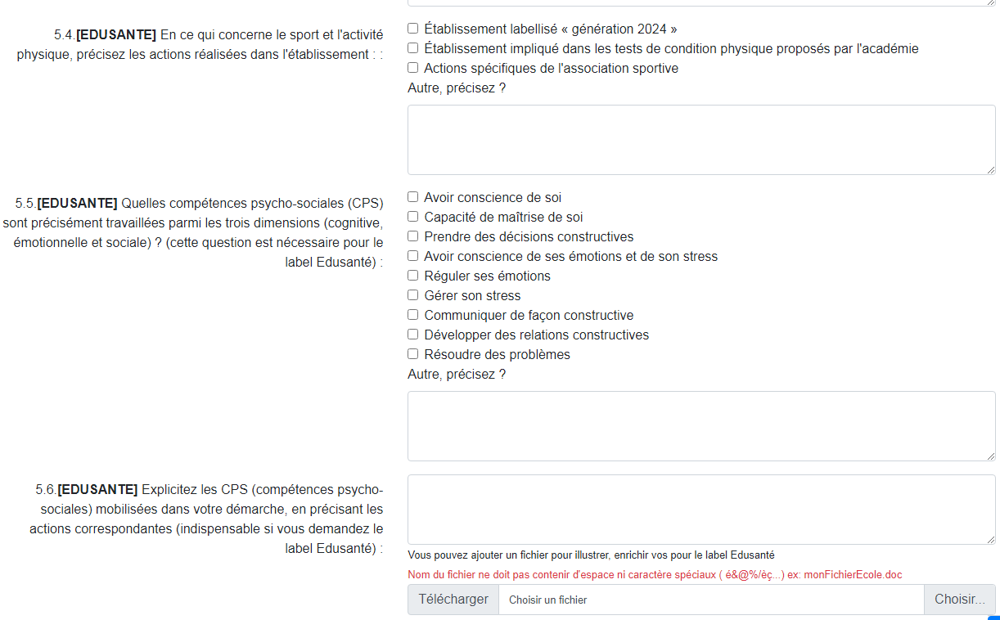 5.4.[EDUSANTE] En ce qui concerne le sport et l'activité
physique, précisez les actions réalisées dans l'établissement : :
Établissement labellisé « génération 2024 »
Établissement impliqué dans les tests de condition physique proposés par l'académie
Actions spécifiques de l'association sportive
Autre, précisez ?
5.5.[EDUSANTE] Quelles compétences psycho-sociales (CPS)
sont précisément travaillées parmi les trois dimensions (cognitive,
émotionnelle et sociale) ? (cette question est nécessaire pour le
label Edusanté) :
Avoir conscience de soi
Capacité de maîtrise de soi
Prendre des décisions constructives
Avoir conscience de ses émotions et de son stress
Réguler ses émotions
Gérer son stress
Communiquer de façon constructive
Développer des relations constructives
Résoudre des problèmes
Autre, précisez ?
5.6.[EDUSANTE] Explicitez les CPS (compétences psycho-
sociales) mobilisées dans votre démarche, en précisant les
actions correspondantes (indispensable si vous demandez le
label Edusanté) :
Vous pouvez ajouter un fichier pour illustrer, enrichir vos pour le label Edusanté
Nom du fichier ne doit pas contenir d'espace ni caractère spéciaux ( é&@%/èç...) ex: monFichierEcole.doc
Télécharger Choisir un fichier Choisir...